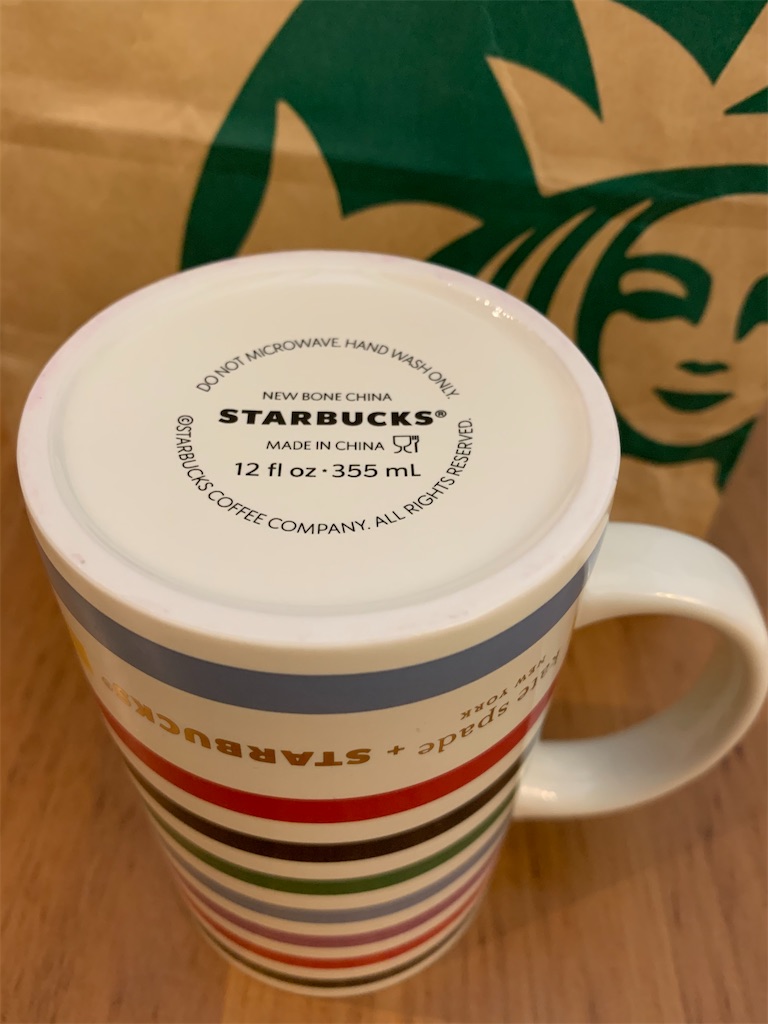 DO NOT MICROWAVE. HAND WASH ONLY.
NEW BONE CHINA
STARBUCKS®
MADE IN CHINA
12 fl oz · 355 mL
©STARBUCKS COFFEE COMPANY. ALL RIGHTS RESERVED.
kate spade + STARBUCKS®
NEW YORK